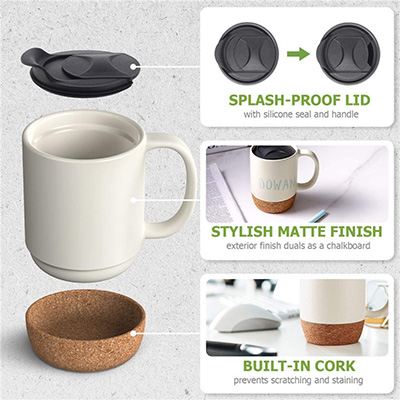 SPLASH-PROOF LID
with silicone seal and handle
DOWAN
STYLISH MATTE FINISH
exterior finish duals as a chalkboard
BUILT-IN CORK
prevents scratching and staining